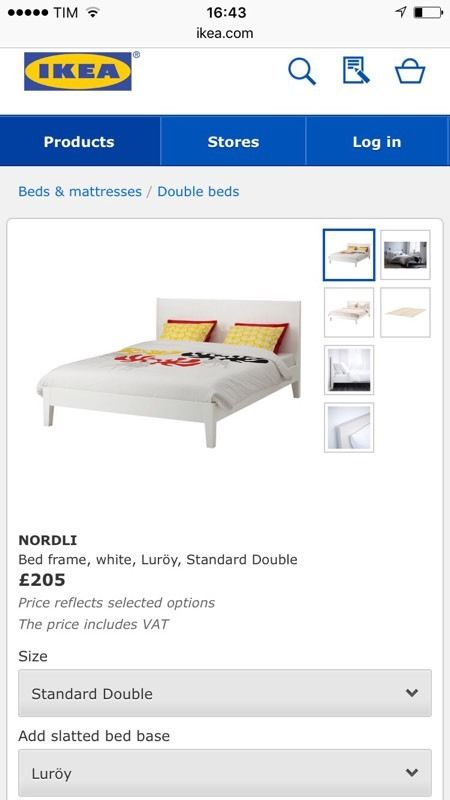 TIM 16:43
ikea.com
IKEA®
Products Stores Log in
Beds & mattresses / Double beds
NORDLI
Bed frame, white, Luröy, Standard Double
£205
Price reflects selected options
The price includes VAT
Size
Standard Double
Add slatted bed base
Luröy